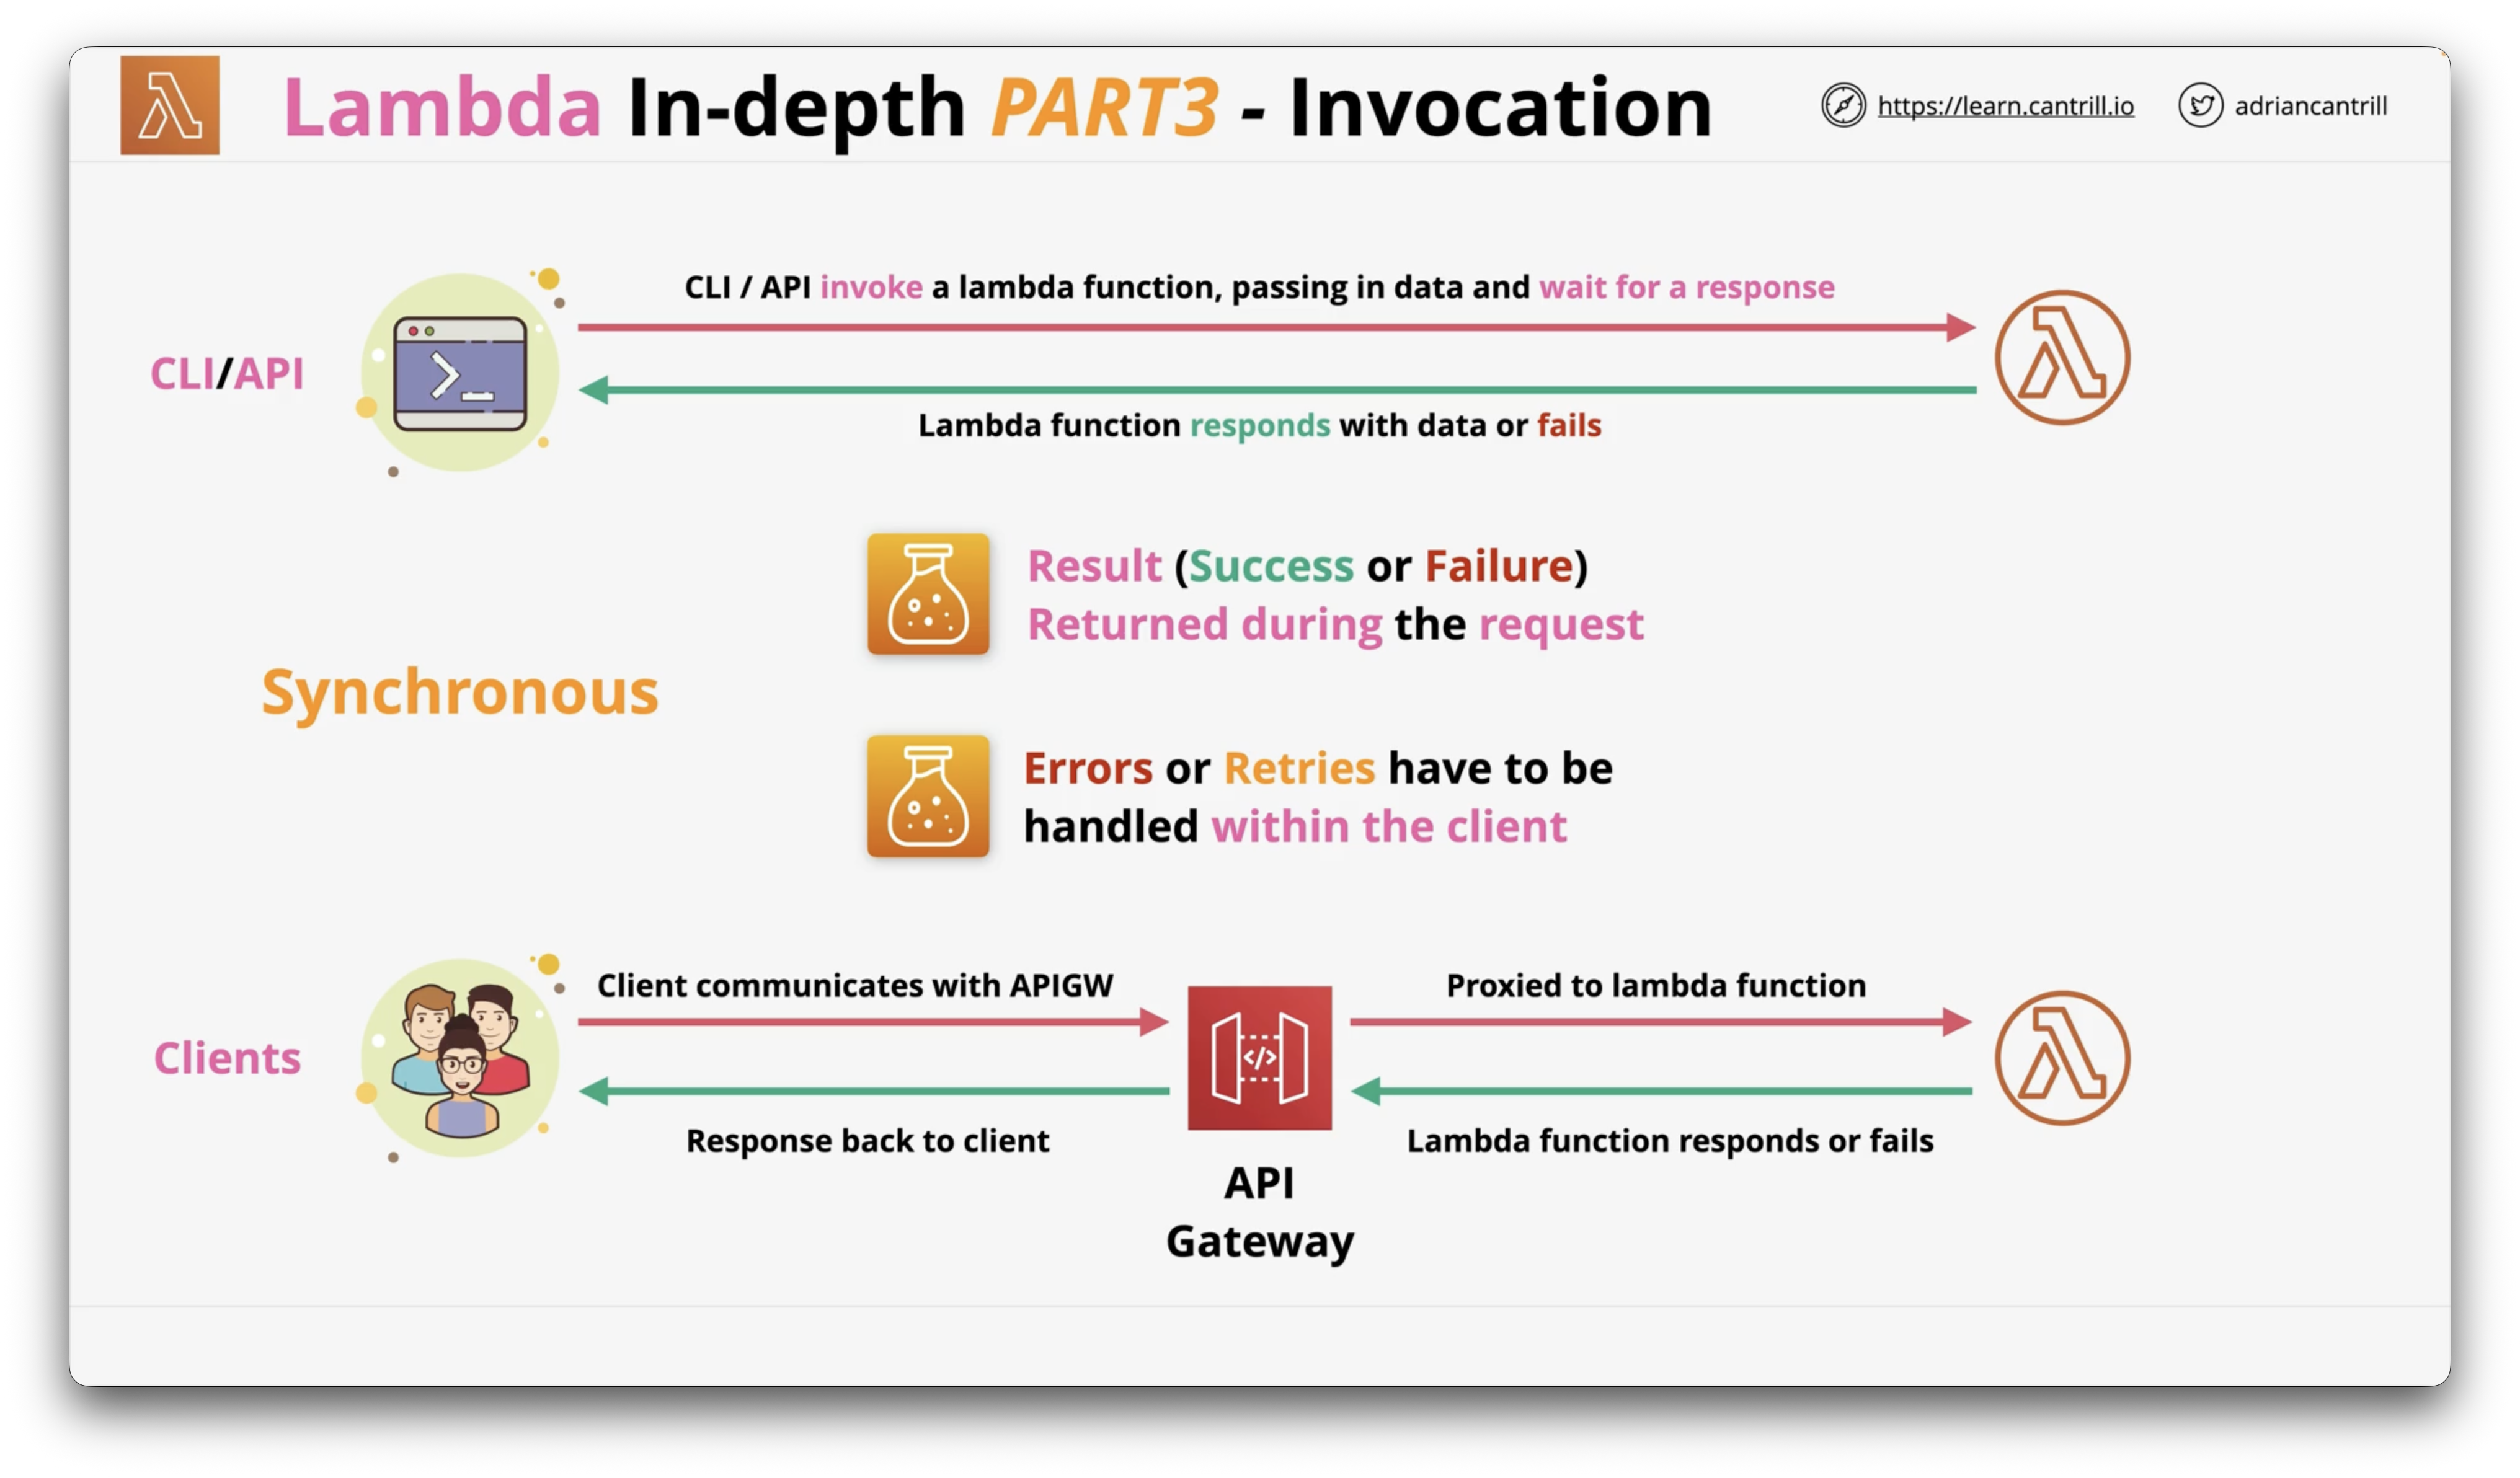 Lambda In-depth PART3 - Invocation
https://learn.cantrill.io
adriancantrill
CLI / API invoke a lambda function, passing in data and wait for a response
CLI/API
Lambda function responds with data or fails
Result (Success or Failure)
Returned during the request
Synchronous
Errors or Retries have to be
handled within the client
Client communicates with APIGW
Proxied to lambda function
Clients
</>
Response back to client
Lambda function responds or fails
API
Gateway